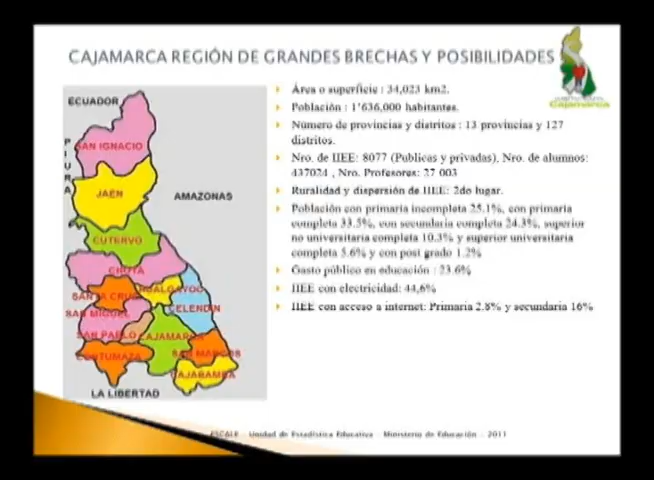 CAJAMARCA REGIÓN DE GRANDES BRECHAS Y POSIBILIDADES
Cajamarca
ECUADOR
PIURA
SAN IGNACIO
JAÉN
AMAZONAS
CUTERVO
CHOTA
SANTA CRUZ
HUALGAYOC
CELENDIN
SAN MIGUEL
SAN PABLO
CAJAMARCA
CONTUMAZA
SAN MARCOS
CAJABAMBA
LA LIBERTAD
Área o superficie : 34,023 km2.
Población : 1'636,000 habitantes.
Número de provincias y distritos : 13 provincias y 127
distritos.
Nro. de IIEE: 8077 (Publicas y privadas), Nro. de alumnos:
437024 , Nro. Profesores: 27 003
Ruralidad y dispersión de IIEE: 2do lugar.
Población con primaria incompleta 25.1%, con primaria
completa 33.5%, con secundaria completa 24.3%, superior
no universitaria completa 10.3% y superior universitaria
completa 5.6% y con post grado 1.2%
Gasto público en educación : 23.6%
IIEE con electricidad: 44,6%
IIEE con acceso a internet: Primaria 2.8% y secundaria 16%
ESCALE - Unidad de Estadística Educativa - Ministerio de Educación - 2011